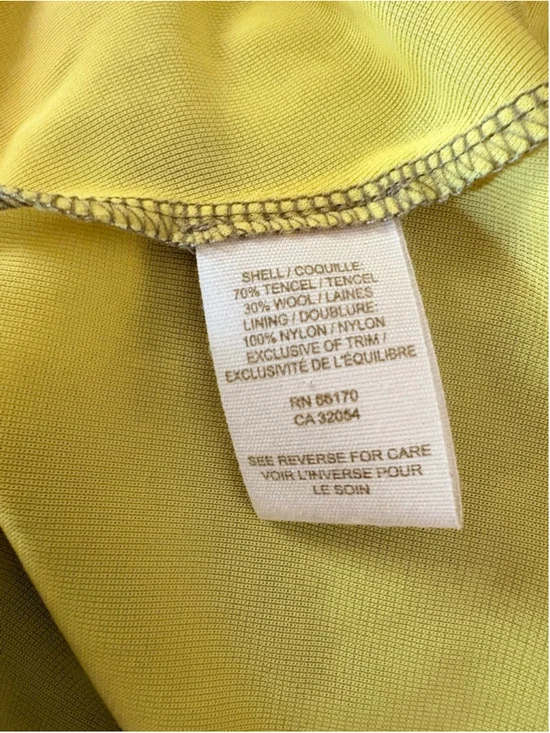 SHELL / COQUILLE:
70% TENCEL / TENCEL
30% WOOL / LAINES
LINING / DOUBLURE:
100% NYLON / NYLON
EXCLUSIVE OF TRIM /
EXCLUSIVITÉ DE L'ÉQUILIBRE
RN
CA 32054
SEE REVERSE FOR CARE
VOIR L'INVERSE POUR
LE SOIN